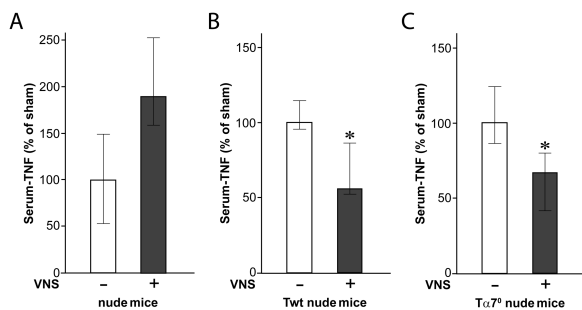 A
Serum-TNF (% of sham)
250
200
150
100
50
0
VNS
– +
nude mice
B
Serum-TNF (% of sham)
150
100
50
0
*
VNS
– +
Twt nude mice
C
Serum-TNF (% of sham)
150
100
50
0
*
VNS
– +
Tα7⁰ nude mice